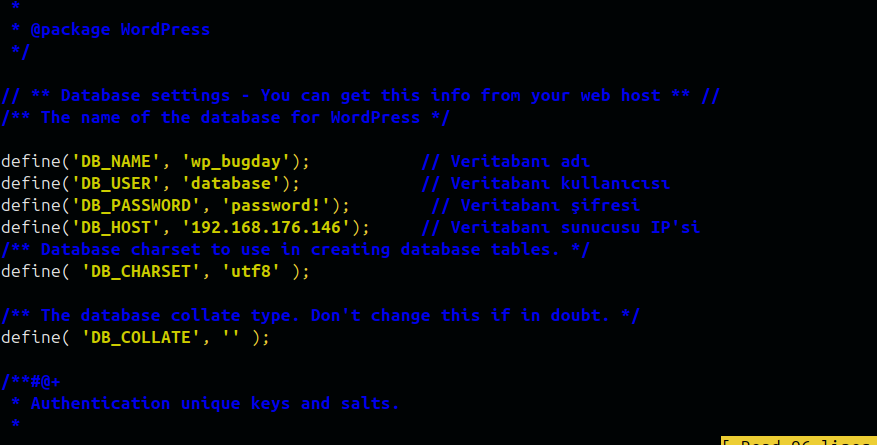 *
* @package WordPress
*/
// ** Database settings - You can get this info from your web host ** //
/** The name of the database for WordPress */
define('DB_NAME', 'wp_bugday'); // Veritabanı adı
define('DB_USER', 'database'); // Veritabanı kullanıcısı
define('DB_PASSWORD', 'password!'); // Veritabanı şifresi
define('DB_HOST', '192.168.176.146'); // Veritabanı sunucusu IP'si
/** Database charset to use in creating database tables. */
define( 'DB_CHARSET', 'utf8' );
/** The database collate type. Don't change this if in doubt. */
define( 'DB_COLLATE', '' );
/**#@+
* Authentication unique keys and salts.
*
[ Read 96 lines